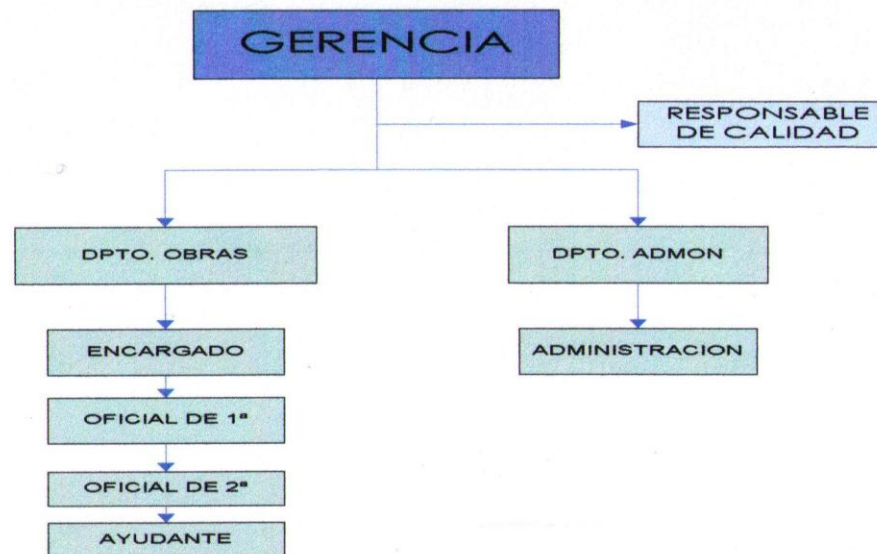 GERENCIA
RESPONSABLE
DE CALIDAD
DPTO. OBRAS
DPTO. ADMON
ENCARGADO
ADMINISTRACION
OFICIAL DE 1ª
OFICIAL DE 2ª
AYUDANTE